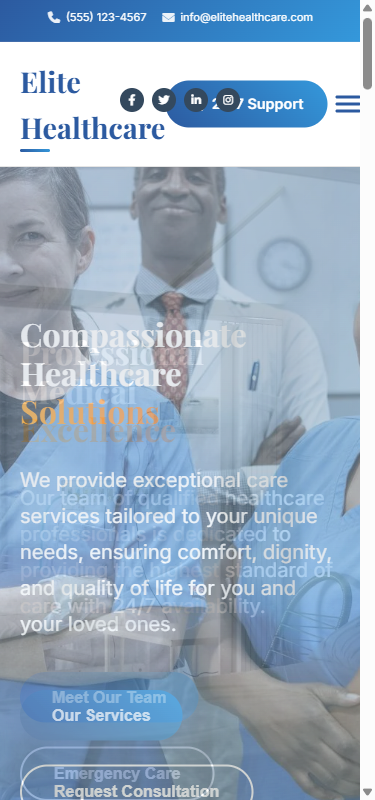 (555) 123-4567 info@elitehealthcare.com
Elite
Healthcare
24/7 Support
Compassionate
Professional
Healthcare
Medical
Solutions
Excellence
We provide exceptional care
Our team of qualified healthcare
services tailored to your unique
professionals is dedicated to
needs, ensuring comfort, dignity,
providing the highest standard of
and quality of life for you and
care with 24/7 availability.
your loved ones.
Meet Our Team
Our Services
Emergency Care
Request Consultation